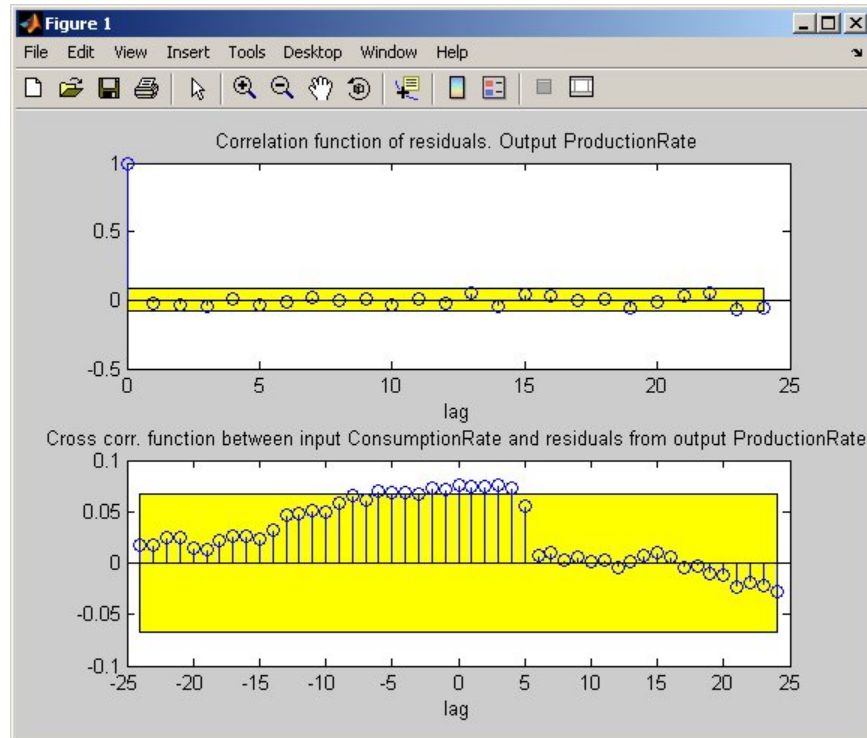 Figure 1
File Edit View Insert Tools Desktop Window Help
Correlation function of residuals. Output ProductionRate
1
0.5
0
-0.5
0 5 10 15 20 25
lag
Cross corr. function between input ConsumptionRate and residuals from output ProductionRate
0.1
0.05
0
-0.05
-0.1
-25 -20 -15 -10 -5 0 5 10 15 20 25
lag